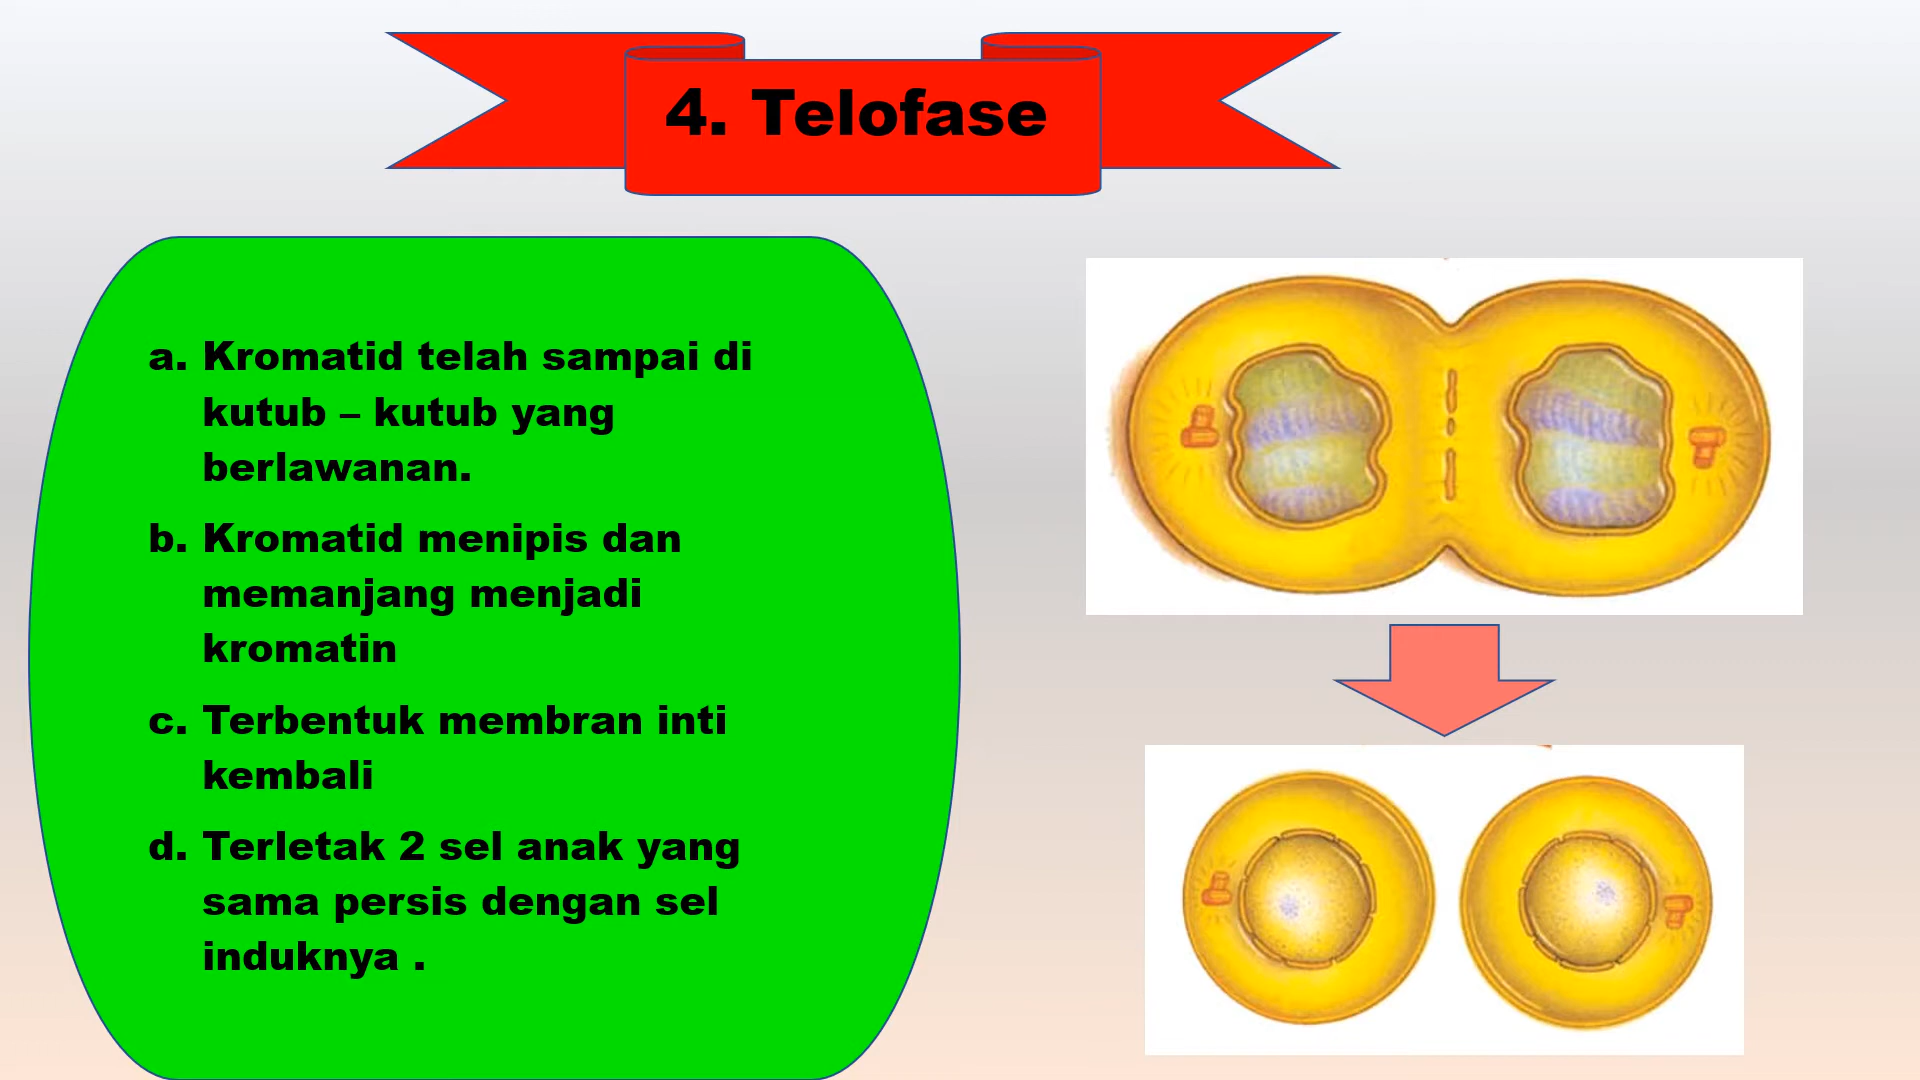 4. Telofase
a. Kromatid telah sampai di
kutub – kutub yang
berlawanan.
b. Kromatid menipis dan
memanjang menjadi
kromatin
c. Terbentuk membran inti
kembali
d. Terletak 2 sel anak yang
sama persis dengan sel
induknya .